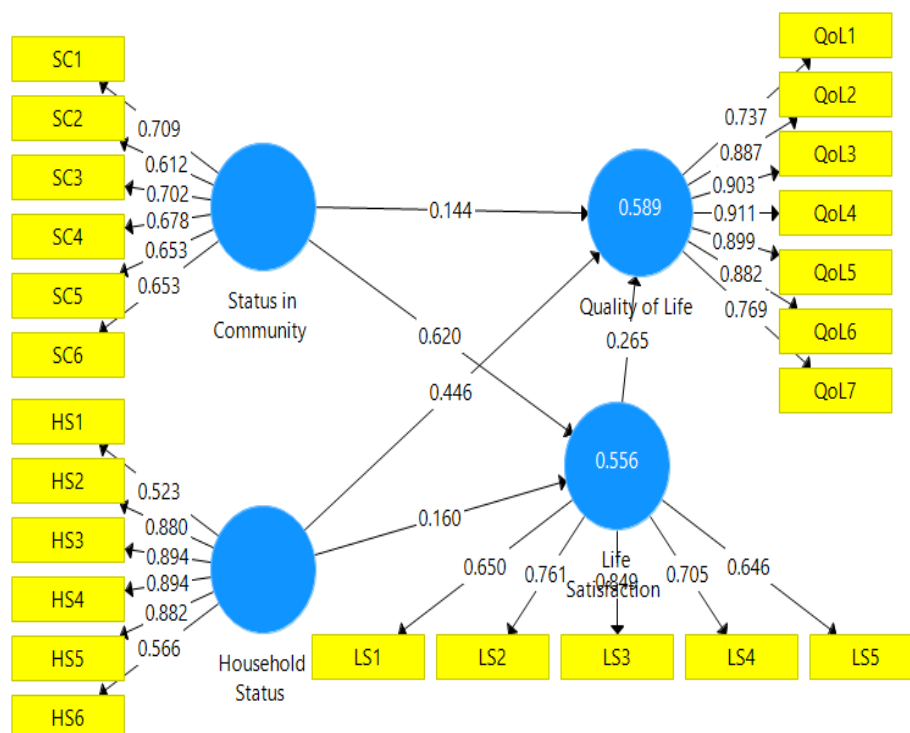 SC1
SC2
SC3
SC4
SC5
SC6
0.709
0.612
0.702
0.678
0.653
0.653
Status in
Community
HS1
HS2
HS3
HS4
HS5
HS6
0.523
0.880
0.894
0.894
0.882
0.566
Household
Status
0.144
0.620
0.446
0.160
0.265
0.589
Quality of Life
0.737
0.887
0.903
0.911
0.899
0.882
0.769
QoL1
QoL2
QoL3
QoL4
QoL5
QoL6
QoL7
0.556
Life
Satisfaction
0.650
0.761
0.849
0.705
0.646
LS1
LS2
LS3
LS4
LS5